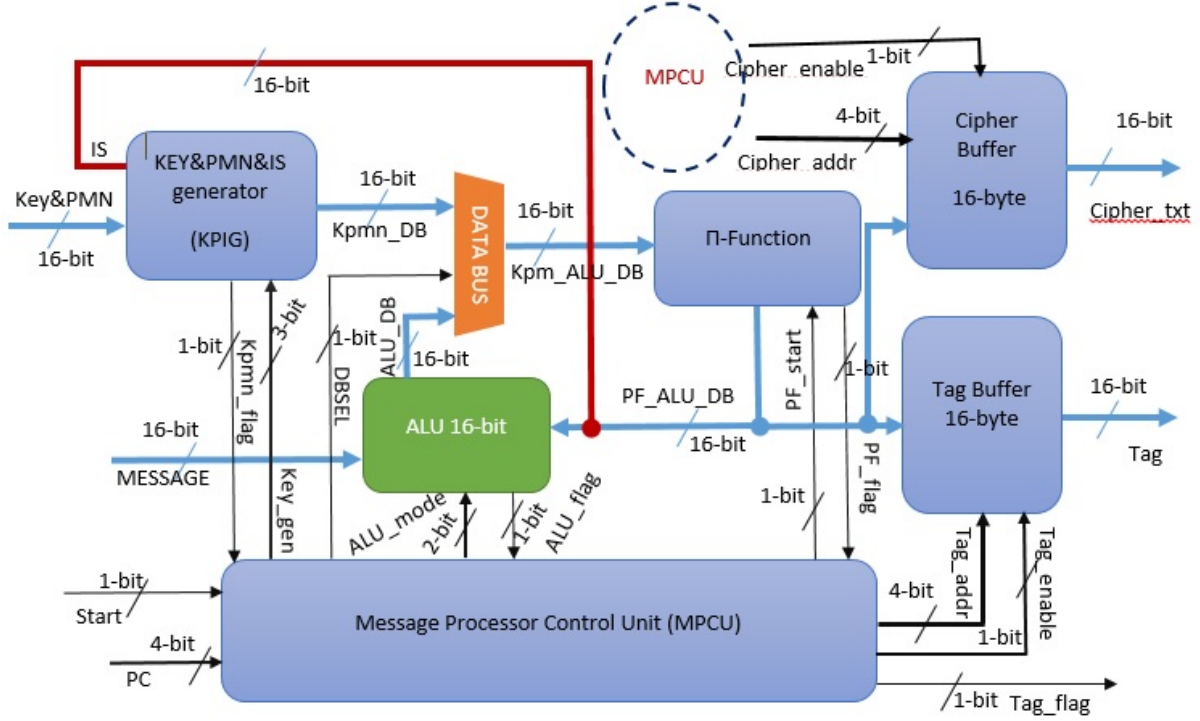 1-bit
Cipher_enable
MPCU
16-bit
4-bit
Cipher_addr
Cipher
Buffer
16-byte
16-bit
Cipher_txt
IS
KEY&PMN&IS
generator
(KPIG)
Key&PMN
16-bit
16-bit
Kpmn_DB
DATA BUS
16-bit
Kpm_ALU_DB
Π-Function
1-bit
Kpmn_flag
3-bit
Key_gen
1-bit
DBSEL
ALU_DB
16-bit
ALU 16-bit
PF_ALU_DB
16-bit
PF_start
1-bit
1-bit
PF_flag
Tag Buffer
16-byte
16-bit
Tag
16-bit
MESSAGE
ALU_mode
2-bit
1-bit
ALU_flag
1-bit
Start
4-bit
PC
Message Processor Control Unit (MPCU)
4-bit
Tag_addr
Tag_enable
1-bit
1-bit
Tag_flag